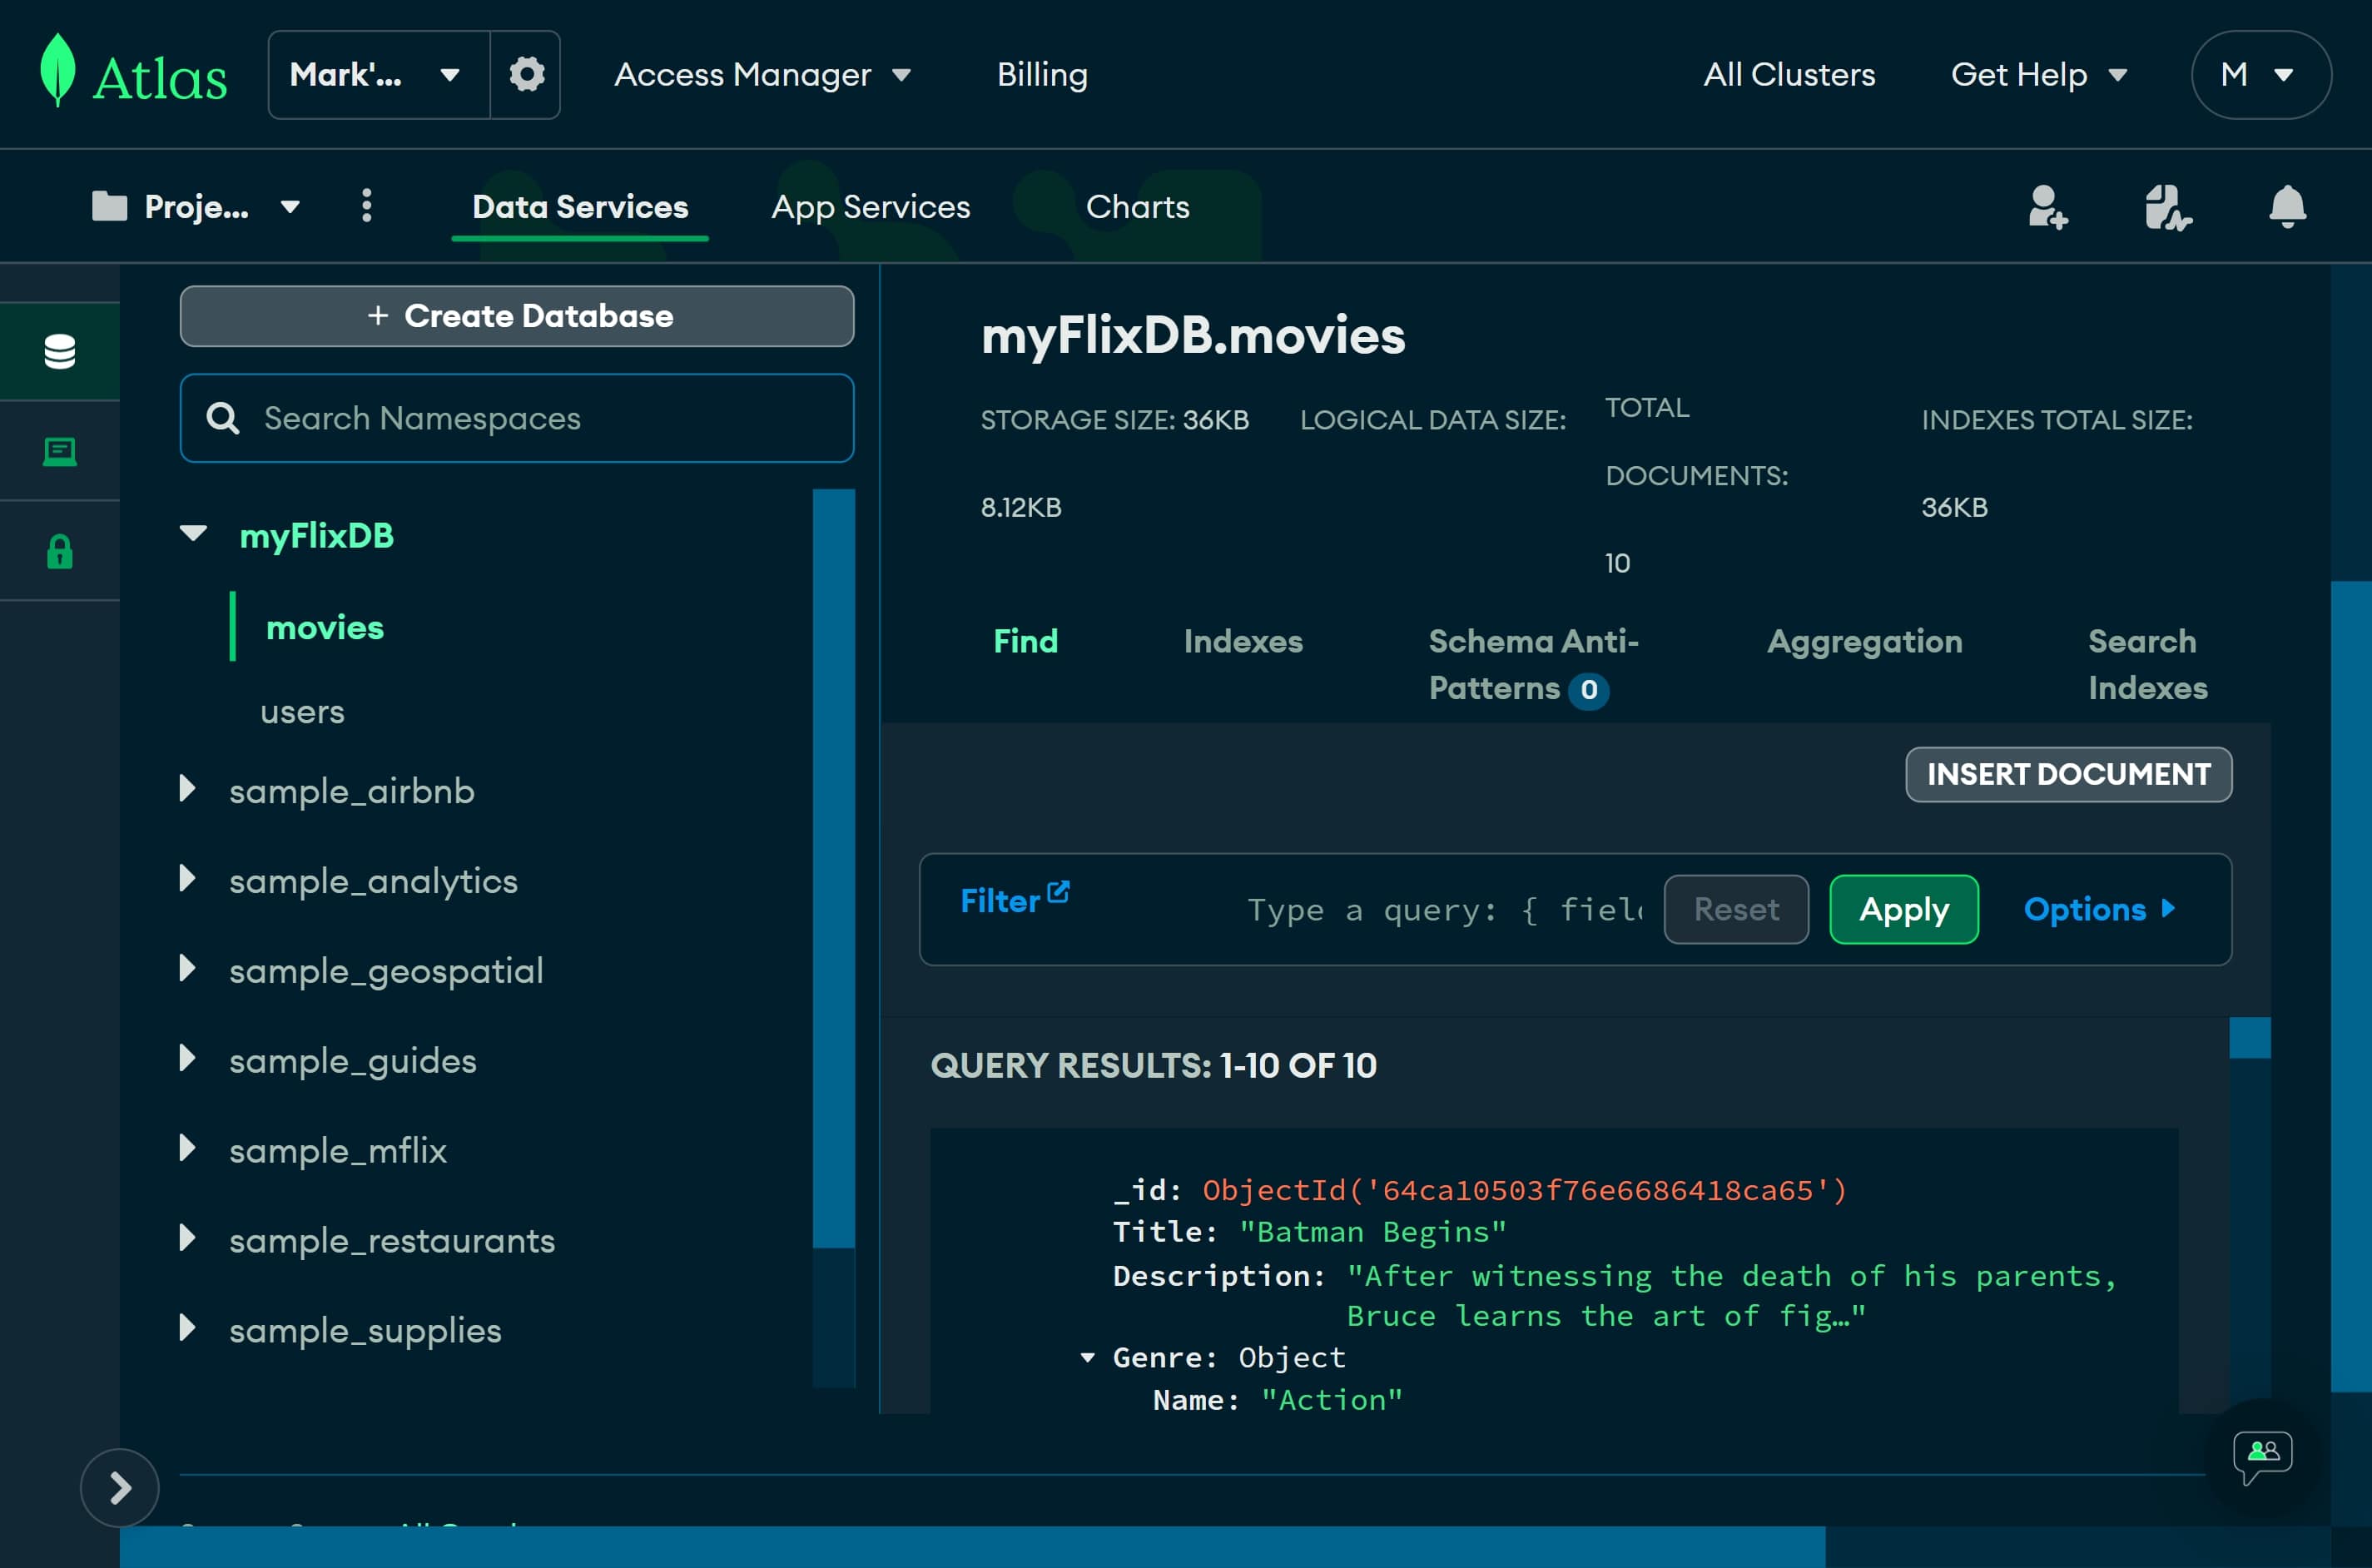 Atlas
Mark'...
Access Manager
Billing
All Clusters
Get Help
M
Proje...
Data Services
App Services
Charts
+ Create Database
Search Namespaces
myFlixDB
movies
users
sample_airbnb
sample_analytics
sample_geospatial
sample_guides
sample_mflix
sample_restaurants
sample_supplies
myFlixDB.movies
STORAGE SIZE: 36KB
LOGICAL DATA SIZE:
8.12KB
TOTAL
DOCUMENTS:
10
INDEXES TOTAL SIZE:
36KB
Find
Indexes
Schema Anti-
Patterns 0
Aggregation
Search
Indexes
INSERT DOCUMENT
Filter
Type a query: { fiel
Reset
Apply
Options
QUERY RESULTS: 1-10 OF 10
_id: ObjectId('64ca10503f76e6686418ca65')
Title: "Batman Begins"
Description: "After witnessing the death of his parents,
Bruce learns the art of fig…"
Genre: Object
Name: "Action"